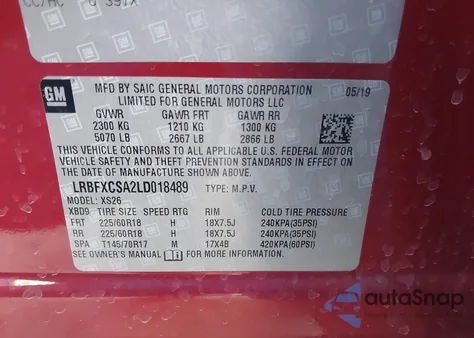 GM
MFD BY SAIC GENERAL MOTORS CORPORATION 05/19
LIMITED FOR GENERAL MOTORS LLC
GVWR GAWR FRT GAWR RR
2300 KG 1210 KG 1300 KG
5070 LB 2667 LB 2866 LB
THIS VEHICLE CONFORMS TO ALL APPLICABLE U.S. FEDERAL MOTOR
VEHICLE SAFETY, BUMPER, AND THEFT PREVENTION STANDARDS IN
EFFECT ON THE DATE OF MANUFACTURE SHOWN ABOVE.
LRBFXCSA2LD018489 TYPE: M.P.V.
MODEL: XS26
XBD9 TIRE SIZE SPEED RTG RIM COLD TIRE PRESSURE
FRT 225/60R18 H 18X7.5J 240KPA(35PSI)
RR 225/60R18 H 18X7.5J 240KPA(35PSI)
SPA T145/70R17 M 17X4B 420KPA(60PSI)
SEE OWNER'S MANUAL FOR MORE INFORMATION
autoSnap